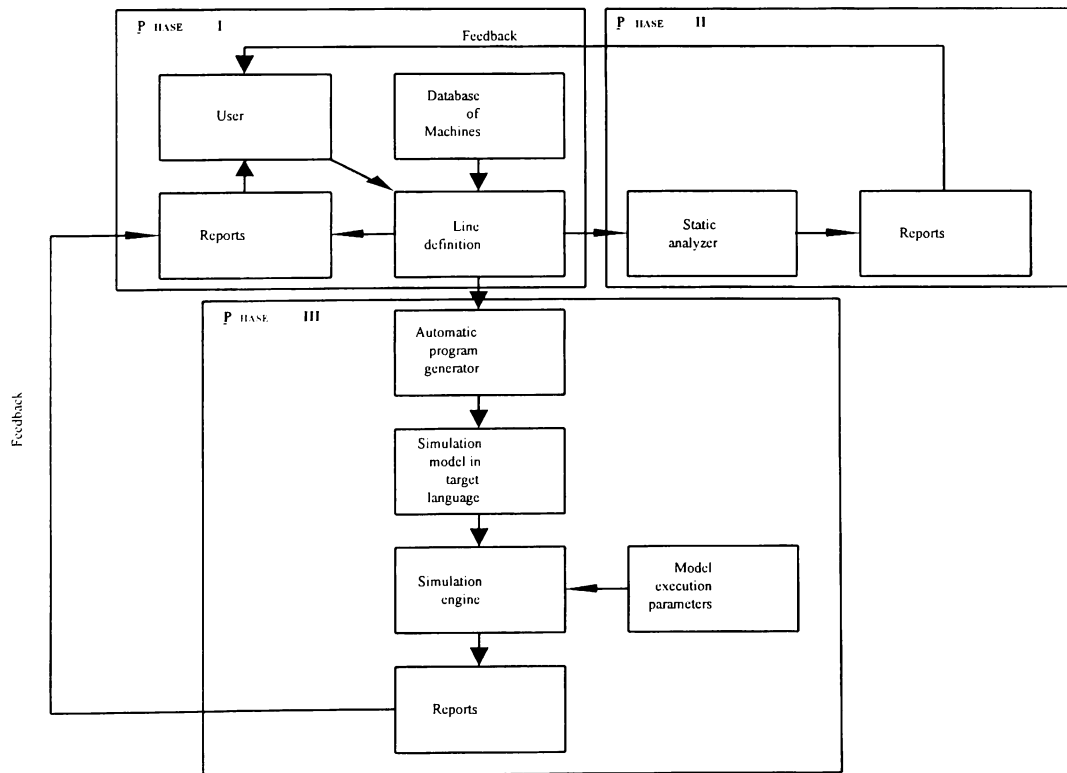 PHASE I
PHASE II
Feedback
User
Database
of
Machines
Reports
Line
definition
Static
analyzer
Reports
PHASE III
Automatic
program
generator
Feedback
Simulation
model in
target
language
Simulation
engine
Model
execution
parameters
Reports